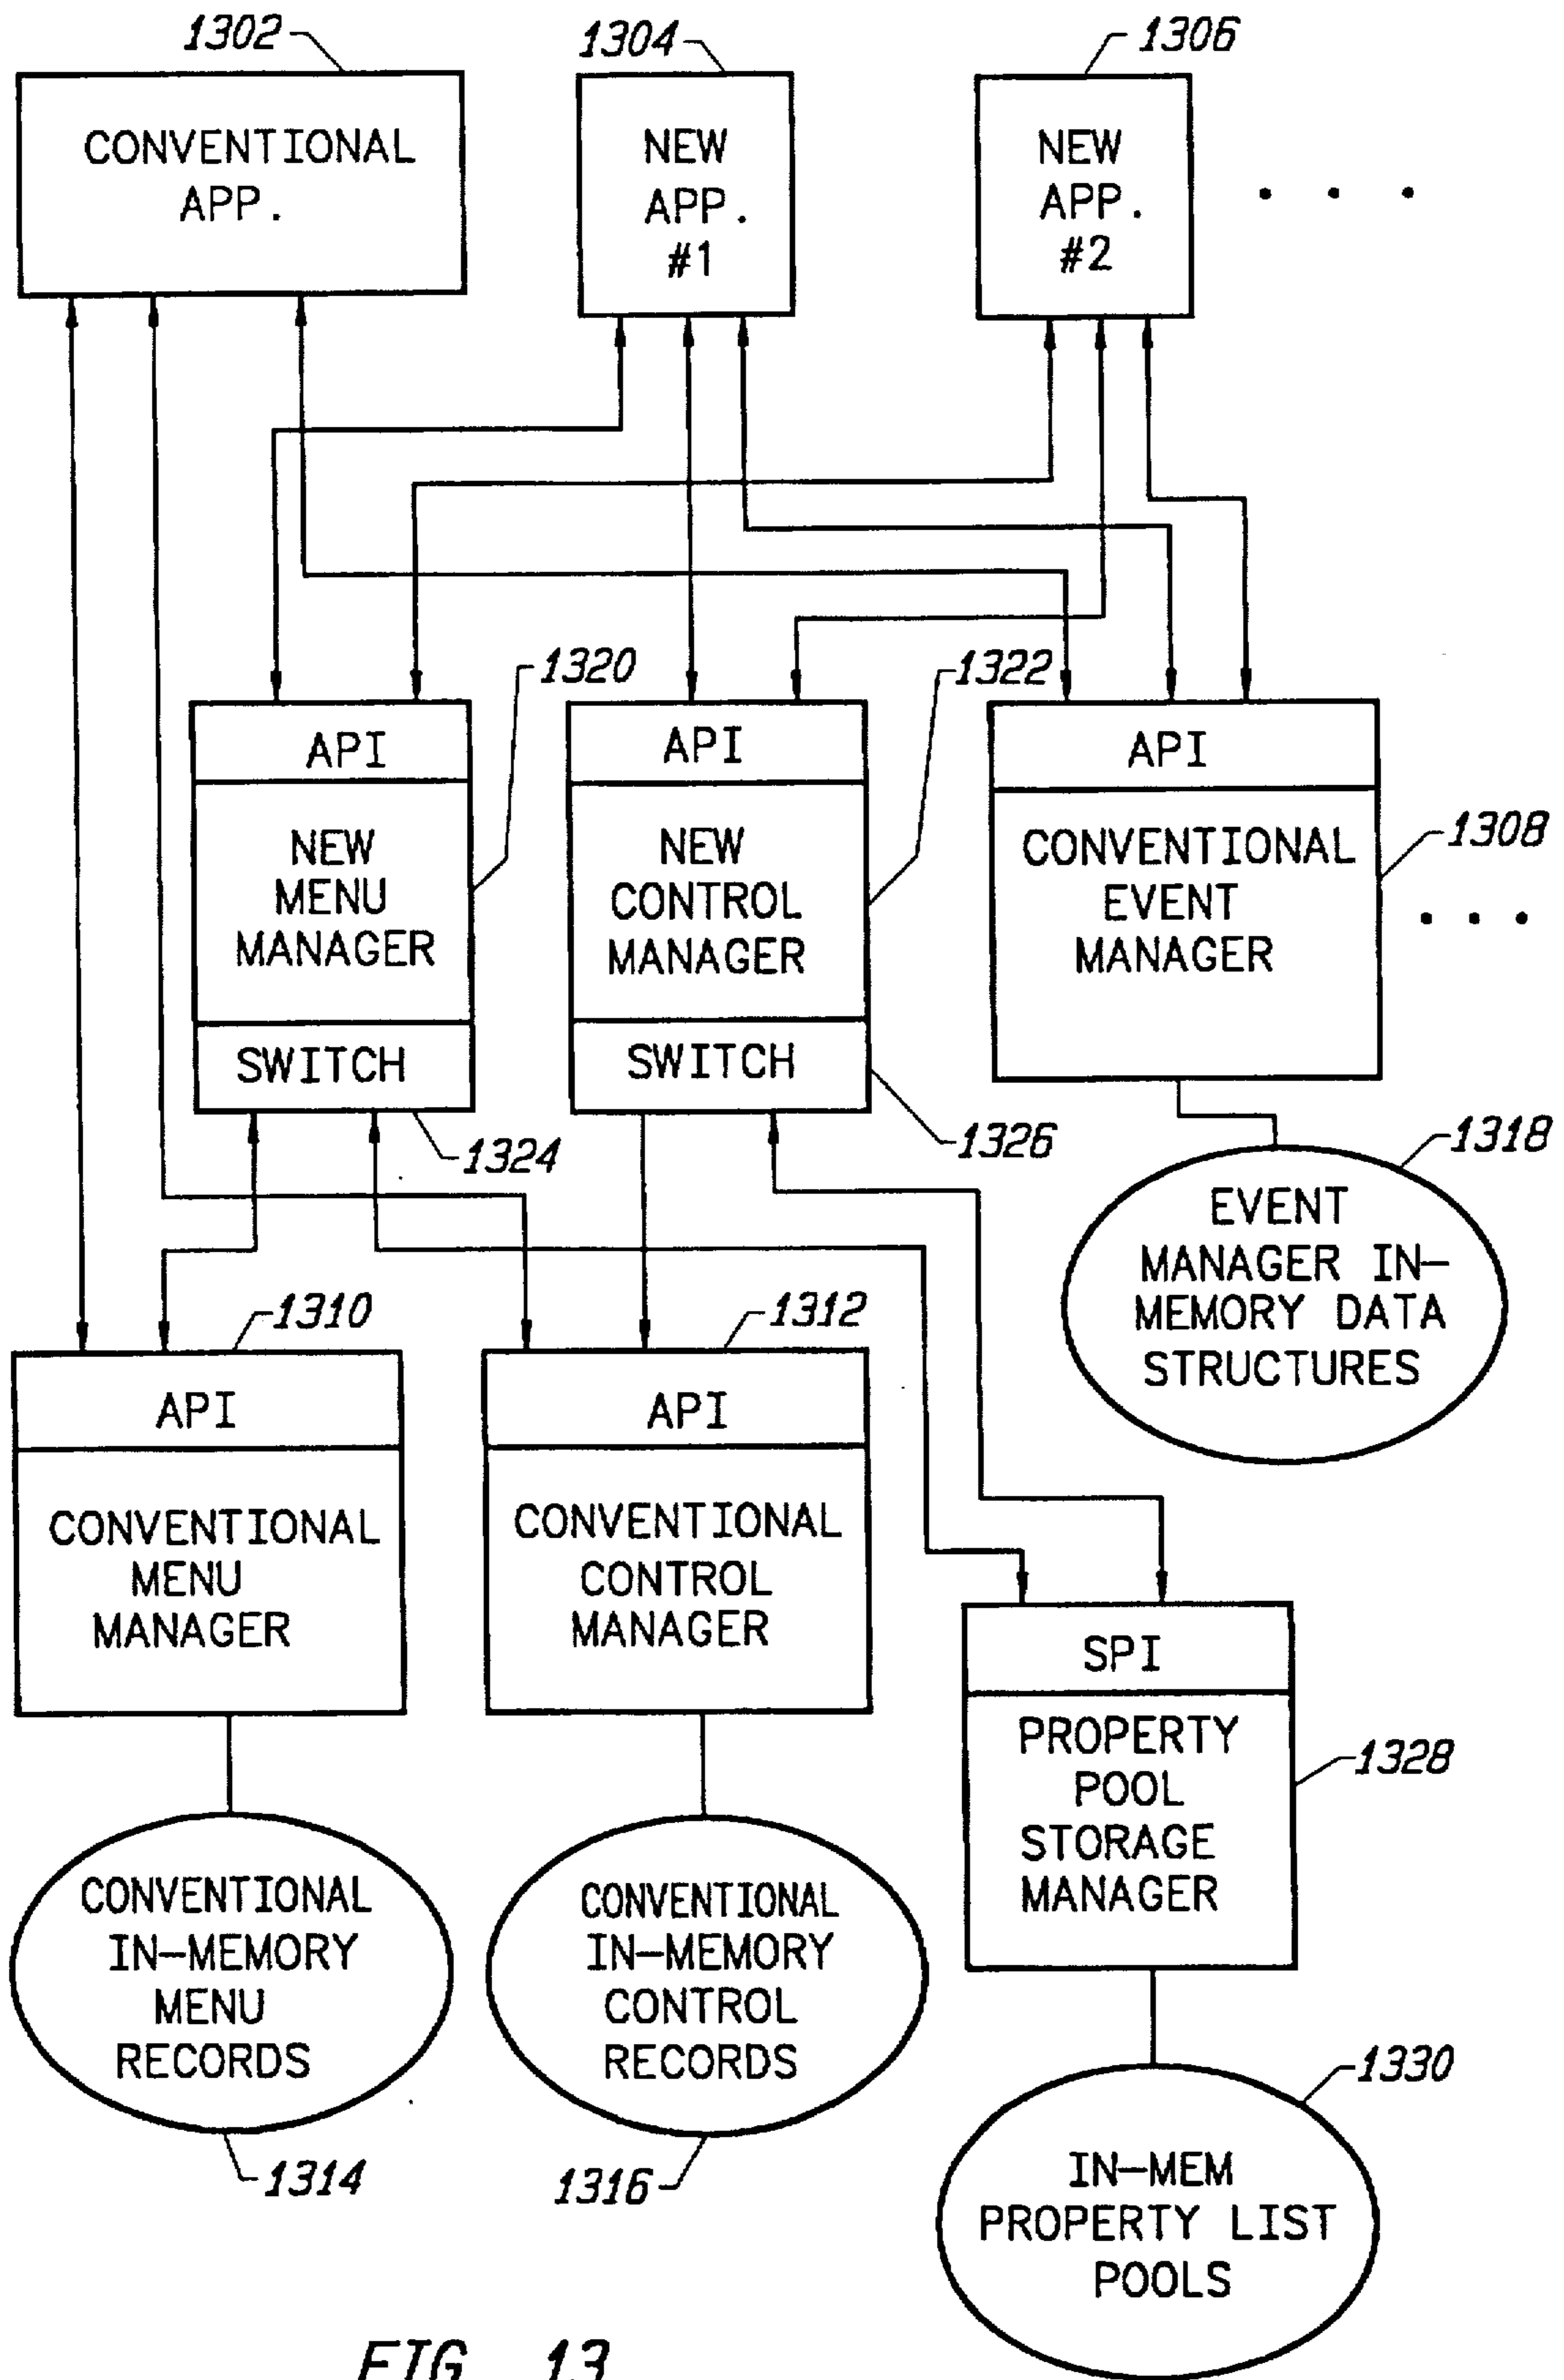 1302
1304
1306
CONVENTIONAL
APP.
NEW
APP.
#1
NEW
APP.
#2
. . .
1320
1322
API
NEW
MENU
MANAGER
SWITCH
1324
API
NEW
CONTROL
MANAGER
SWITCH
1326
API
CONVENTIONAL
EVENT
MANAGER
1308
. . .
1318
EVENT
MANAGER IN-
MEMORY DATA
STRUCTURES
1310
API
CONVENTIONAL
MENU
MANAGER
1312
API
CONVENTIONAL
CONTROL
MANAGER
SPI
PROPERTY
POOL
STORAGE
MANAGER
1328
CONVENTIONAL
IN-MEMORY
MENU
RECORDS
1314
CONVENTIONAL
IN-MEMORY
CONTROL
RECORDS
1316
1330
IN-MEM
PROPERTY LIST
POOLS
FIG. 13